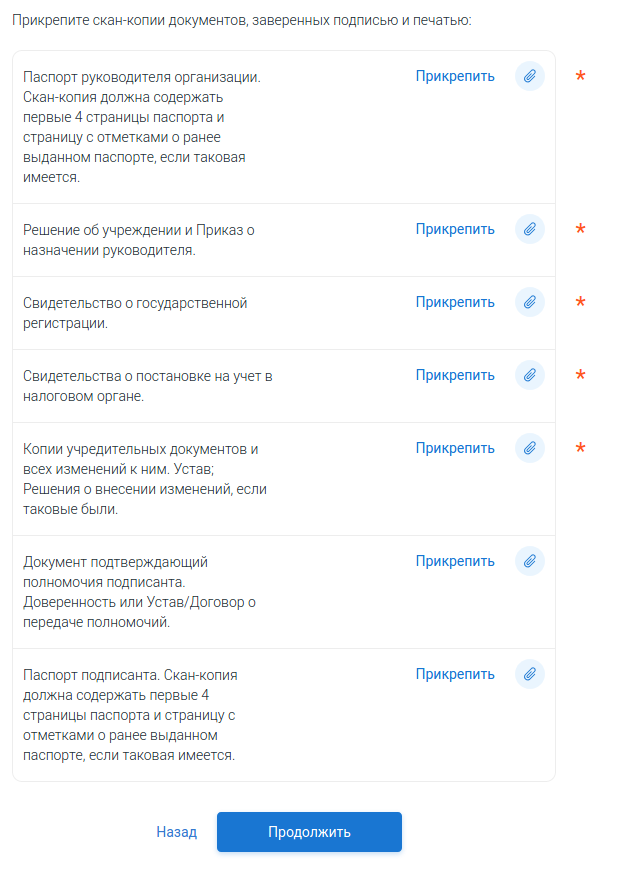 Прикрепите скан-копии документов, заверенных подписью и печатью:
Паспорт руководителя организации.
Скан-копия должна содержать
первые 4 страницы паспорта и
страницу с отметками о ранее
выданном паспорте, если таковая
имеется.
Прикрепить *
Решение об учреждении и Приказ о
назначении руководителя.
Прикрепить *
Свидетельство о государственной
регистрации.
Прикрепить *
Свидетельства о постановке на учет в
налоговом органе.
Прикрепить *
Копии учредительных документов и
всех изменений к ним. Устав;
Решения о внесении изменений, если
таковые были.
Прикрепить *
Документ подтверждающий
полномочия подписанта.
Доверенность или Устав/Договор о
передаче полномочий.
Прикрепить
Паспорт подписанта. Скан-копия
должна содержать первые 4
страницы паспорта и страницу с
отметками о ранее выданном
паспорте, если таковая имеется.
Прикрепить
Назад
Продолжить